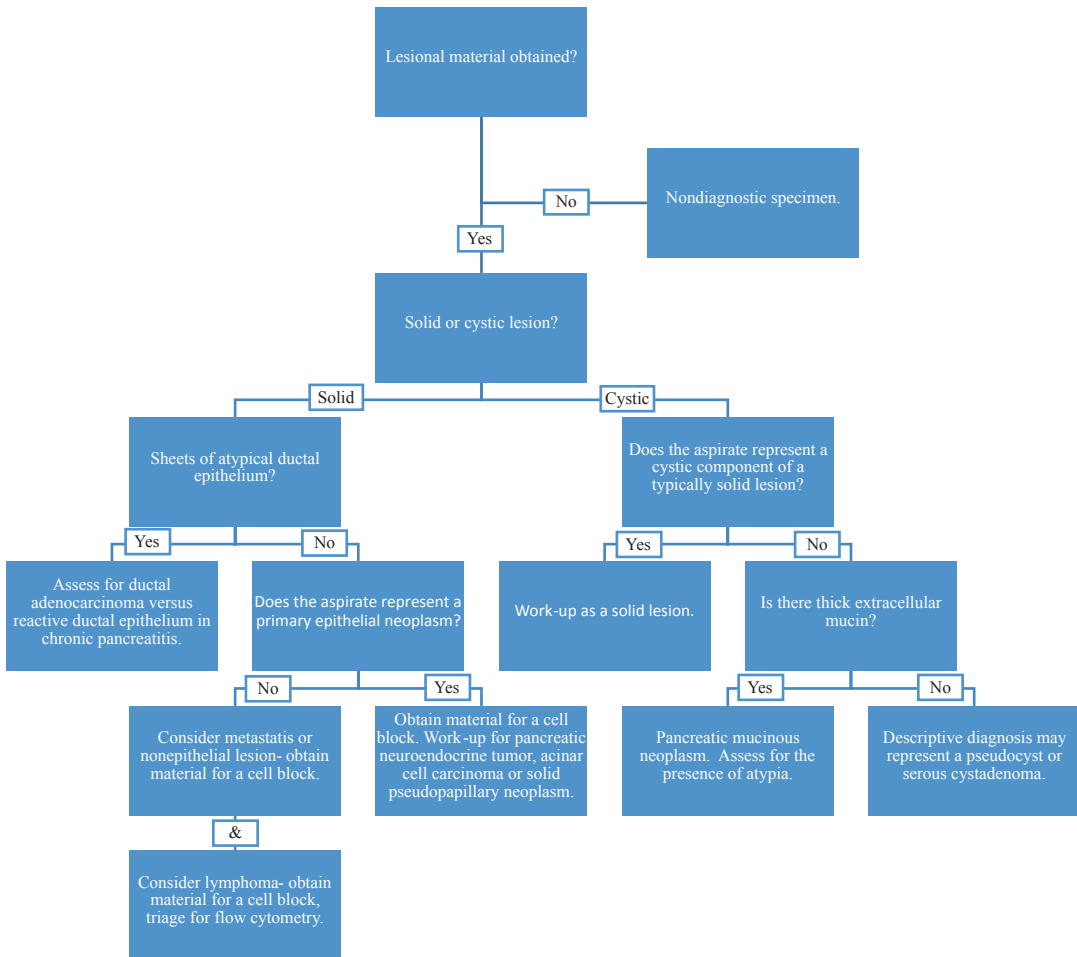 Lesional material obtained?
No
Nondiagnostic specimen.
Yes
Solid or cystic lesion?
Solid
Cystic
Sheets of atypical ductal
epithelium?
Does the aspirate represent a
cystic component of a
typically solid lesion?
Yes
No
Yes
No
Assess for ductal
adenocarcinoma versus
reactive ductal epithelium in
chronic pancreatitis.
Does the aspirate represent a
primary epithelial neoplasm?
Work-up as a solid lesion.
Is there thick extracellular
mucin?
No
Yes
Yes
No
Consider metastatis or
nonepithelial lesion- obtain
material for a cell block.
Obtain material for a cell
block. Work-up for pancreatic
neuroendocrine tumor, acinar
cell carcinoma or solid
pseudopapillary neoplasm.
Pancreatic mucinous
neoplasm. Assess for the
presence of atypia.
Descriptive diagnosis may
represent a pseudocyst or
serous cystadenoma.
&
Consider lymphoma- obtain
material for a cell block,
triage for flow cytometry.